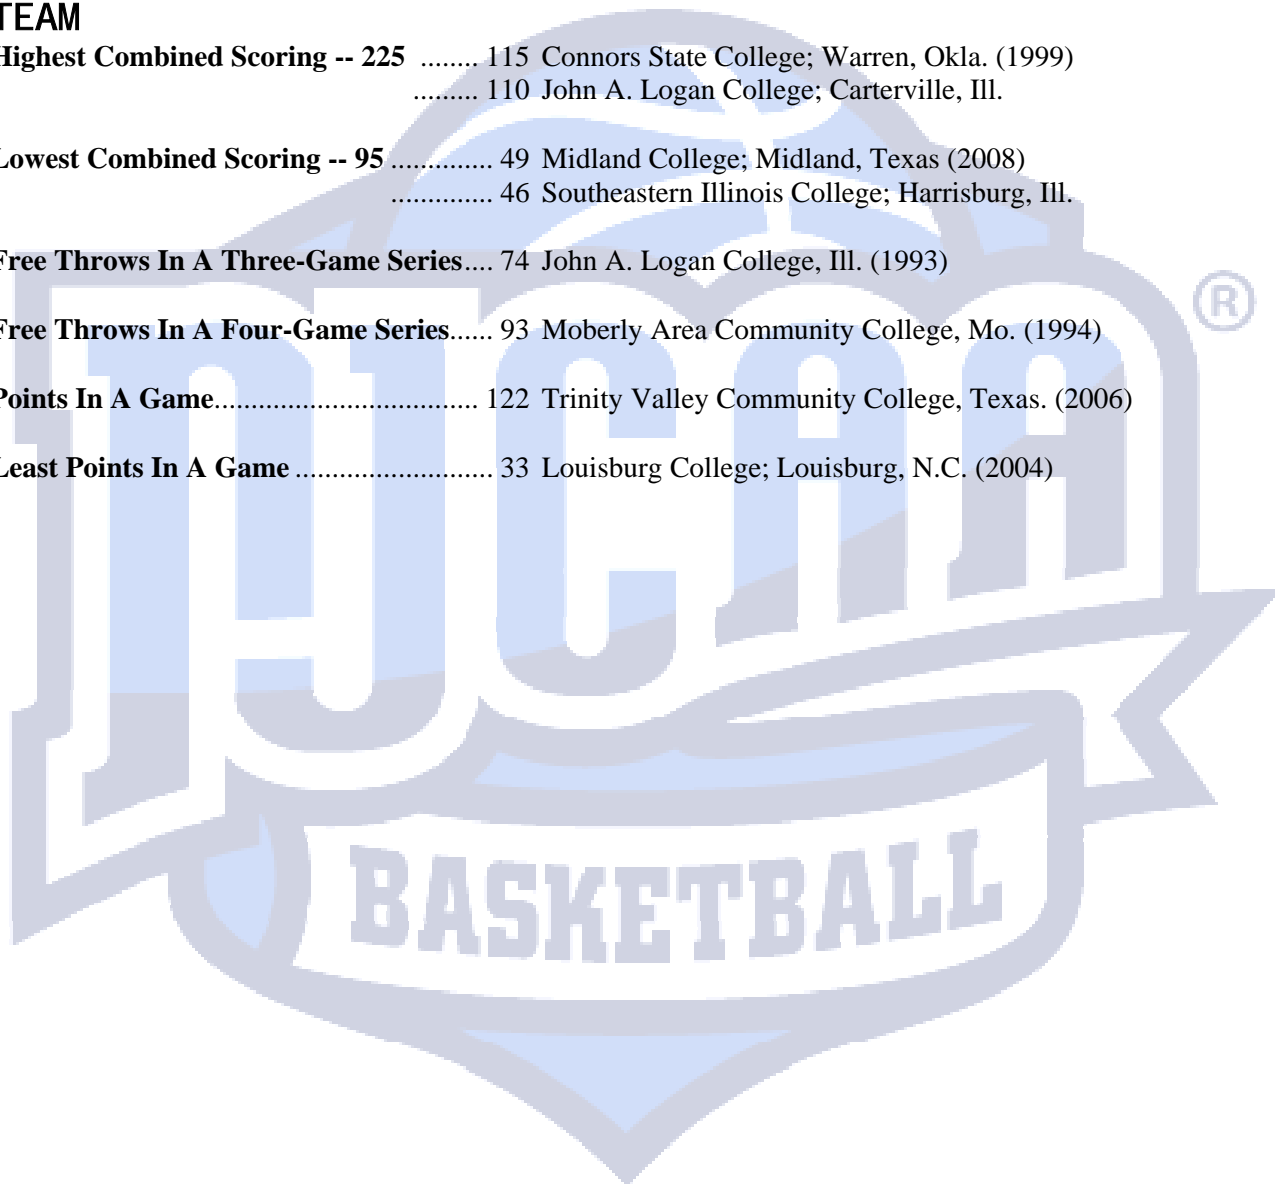 TEAM
Highest Combined Scoring -- 225 ........ 115 Connors State College; Warren, Okla. (1999)
......... 110 John A. Logan College; Carterville, Ill.
Lowest Combined Scoring -- 95 .............. 49 Midland College; Midland, Texas (2008)
.............. 46 Southeastern Illinois College; Harrisburg, Ill.
Free Throws In A Three-Game Series.... 74 John A. Logan College, Ill. (1993)
Free Throws In A Four-Game Series...... 93 Moberly Area Community College, Mo. (1994)
Points In A Game................................... 122 Trinity Valley Community College, Texas. (2006)
Least Points In A Game .......................... 33 Louisburg College; Louisburg, N.C. (2004)
NJCAA ®
BASKETBALL